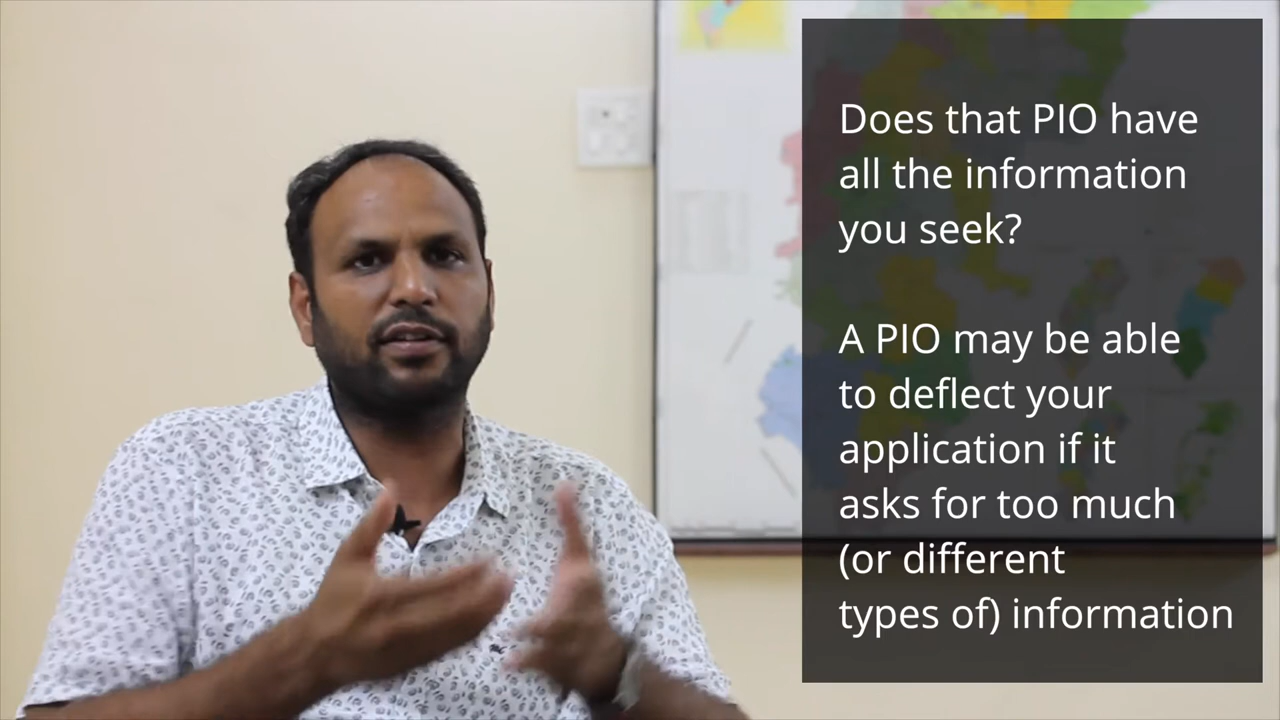 Does that PIO have
all the information
you seek?
A PIO may be able
to deflect your
application if it
asks for too much
(or different
types of) information